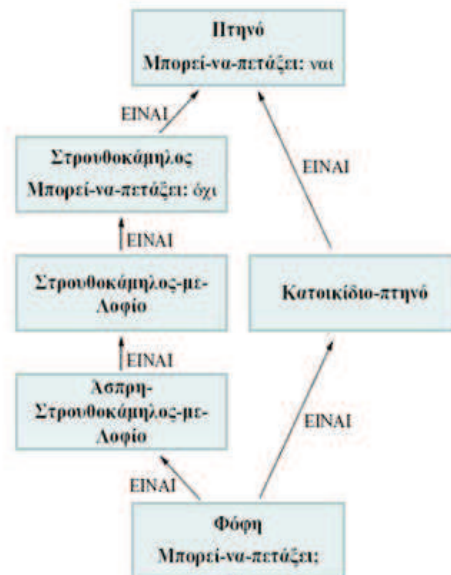 Πτηνό
Μπορεί-να-πετάξει: ναι
ΕΙΝΑΙ
Στρουθοκάμηλος
Μπορεί-να-πετάξει: όχι
ΕΙΝΑΙ
ΕΙΝΑΙ
Στρουθοκάμηλος-με-
Λοφίο
Κατοικίδιο-πτηνό
ΕΙΝΑΙ
Άσπρη-
Στρουθοκάμηλος-με-
Λοφίο
ΕΙΝΑΙ
ΕΙΝΑΙ
Φόφη
Μπορεί-να-πετάξει;